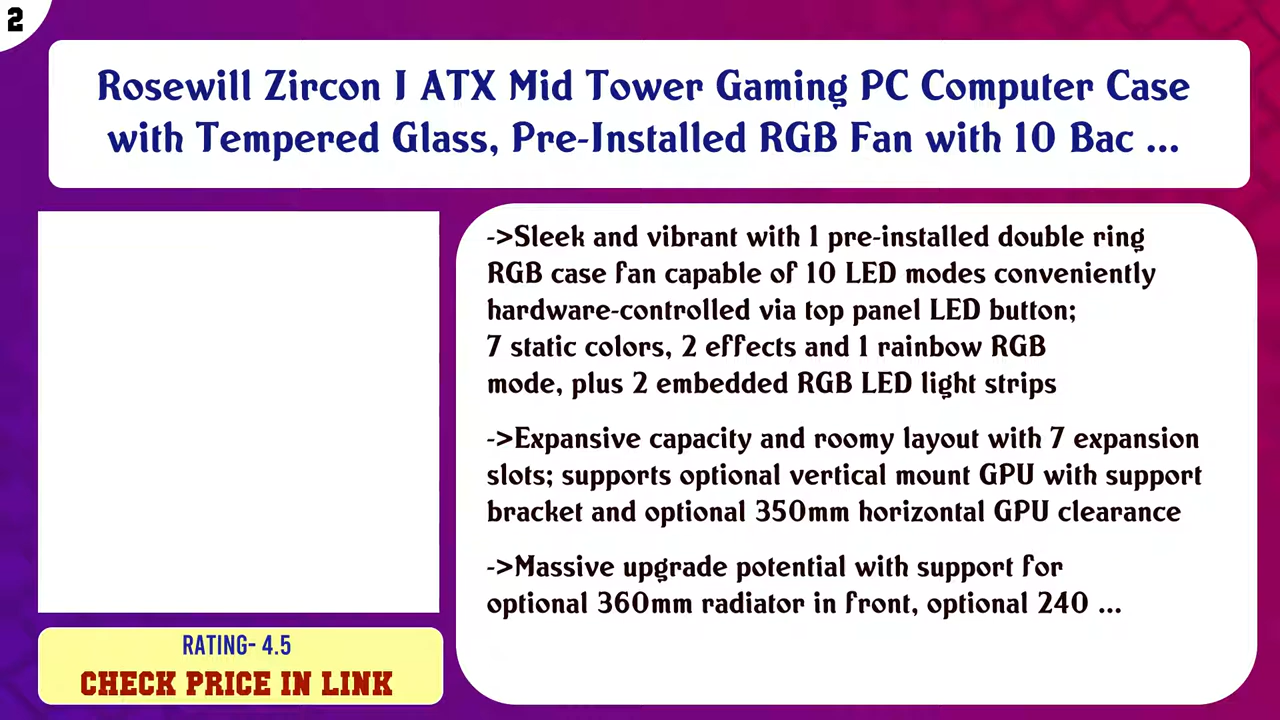 2
Rosewill Zircon I ATX Mid Tower Gaming PC Computer Case
with Tempered Glass, Pre-Installed RGB Fan with 10 Bac ...
->Sleek and vibrant with 1 pre-installed double ring
RGB case fan capable of 10 LED modes conveniently
hardware-controlled via top panel LED button;
7 static colors, 2 effects and 1 rainbow RGB
mode, plus 2 embedded RGB LED light strips
->Expansive capacity and roomy layout with 7 expansion
slots; supports optional vertical mount GPU with support
bracket and optional 350mm horizontal GPU clearance
->Massive upgrade potential with support for
optional 360mm radiator in front, optional 240 ...
RATING- 4.5
CHECK PRICE IN LINK